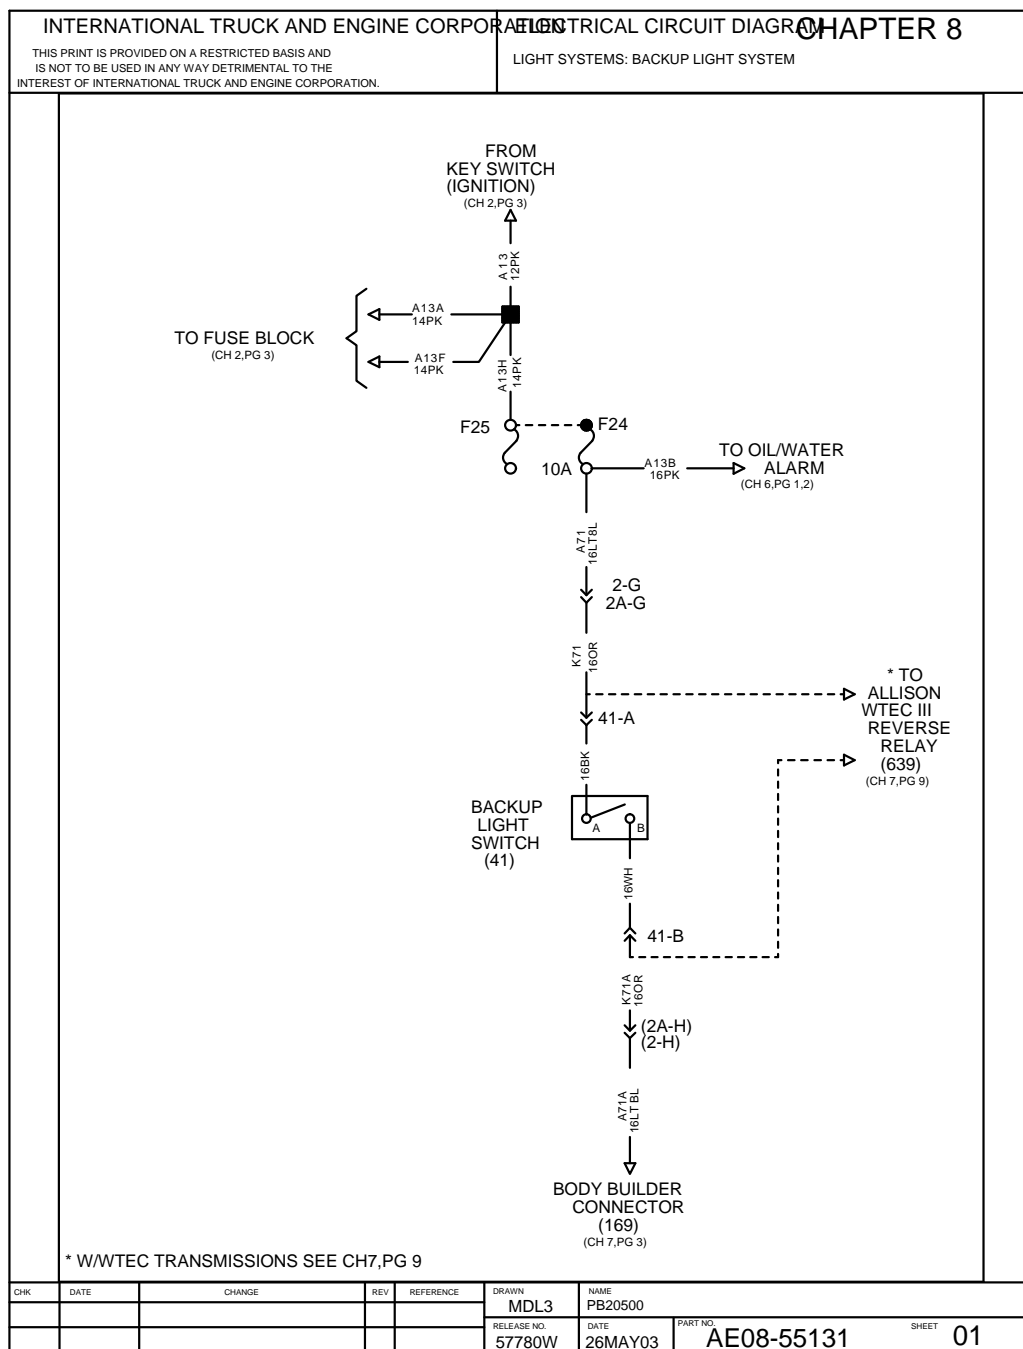 INTERNATIONAL TRUCK AND ENGINE CORPORATION
THIS PRINT IS PROVIDED ON A RESTRICTED BASIS AND
IS NOT TO BE USED IN ANY WAY DETRIMENTAL TO THE
INTEREST OF INTERNATIONAL TRUCK AND ENGINE CORPORATION.
ELECTRICAL CIRCUIT DIAGRAM
CHAPTER 8
LIGHT SYSTEMS: BACKUP LIGHT SYSTEM
FROM
KEY SWITCH
(IGNITION)
(CH 2,PG 3)
A13
12PK
A13A
14PK
TO FUSE BLOCK
(CH 2,PG 3)
A13F
14PK
A13H
14PK
F25
F24
10A
A13B
16PK
TO OIL/WATER
ALARM
(CH 6,PG 1,2)
A71
16LTBL
2-G
2A-G
K71
16OR
* TO
ALLISON
WTEC III
REVERSE
RELAY
(639)
(CH 7,PG 9)
41-A
16BK
BACKUP
LIGHT
SWITCH
(41)
A
B
16WH
41-B
K71A
16OR
(2A-H)
(2-H)
A71A
16LT BL
BODY BUILDER
CONNECTOR
(169)
(CH 7,PG 3)
* W/WTEC TRANSMISSIONS SEE CH7,PG 9
CHK DATE CHANGE REV REFERENCE
DRAWN
MDL3
NAME
PB20500
RELEASE NO.
57780W
DATE
26MAY03
PART NO.
AE08-55131
SHEET 01